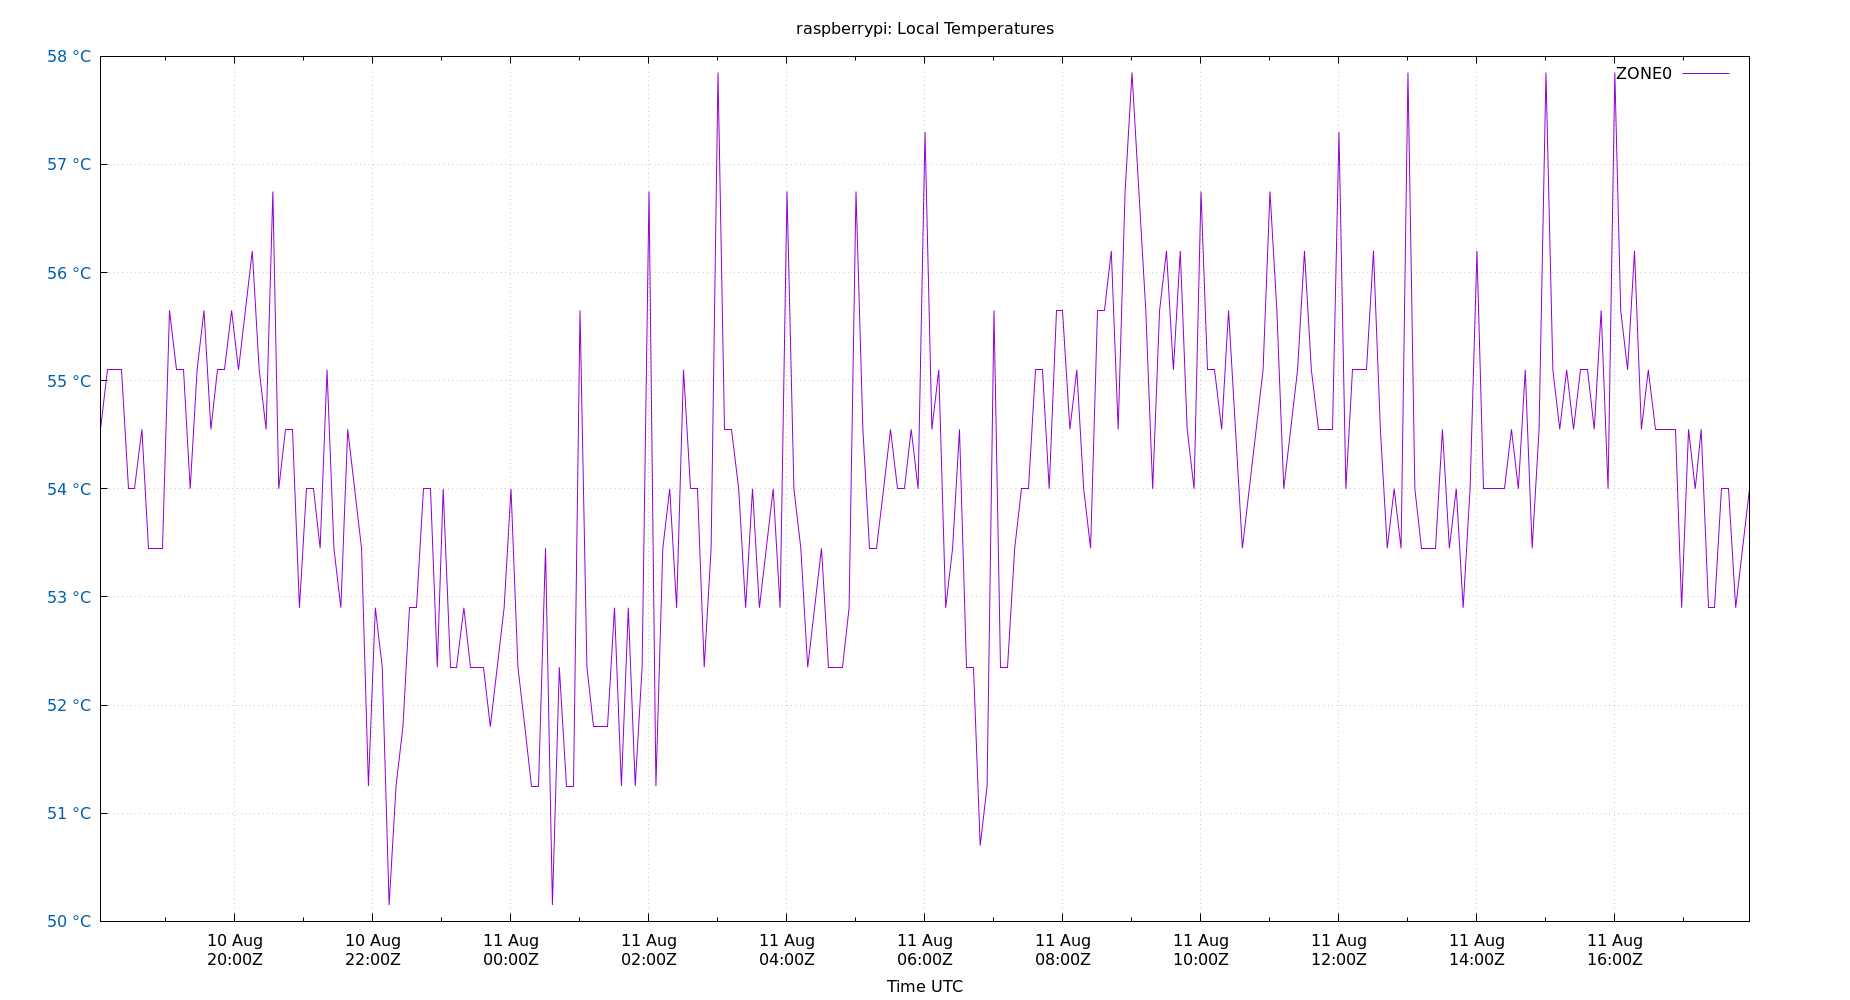 raspberrypi: Local Temperatures
58 °C
ZONE0
57 °C
56 °C
55 °C
54 °C
53 °C
52 °C
51 °C
50 °C
10 Aug 10 Aug 11 Aug 11 Aug 11 Aug 11 Aug 11 Aug 11 Aug 11 Aug 11 Aug 11 Aug
20:00Z 22:00Z 00:00Z 02:00Z 04:00Z 06:00Z 08:00Z 10:00Z 12:00Z 14:00Z 16:00Z
Time UTC